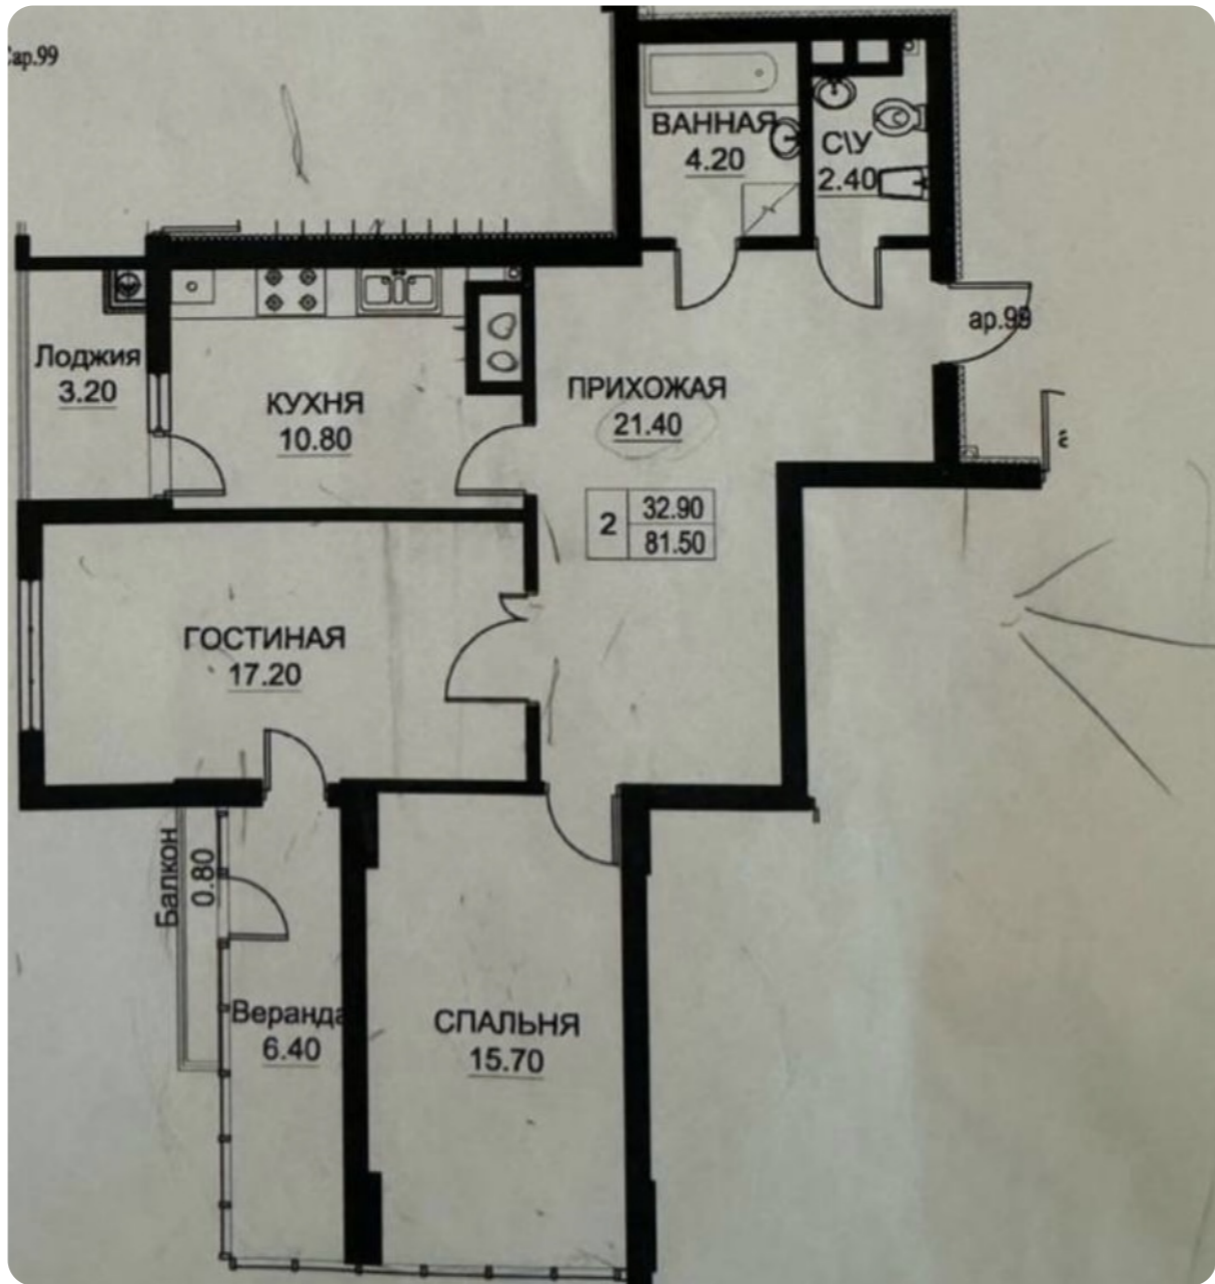 ар.99
ВАННАЯ
4.20
С\У
2.40
Лоджия
3.20
КУХНЯ
10.80
ПРИХОЖАЯ
21.40
ар.99
2
32.90
81.50
ГОСТИНАЯ
17.20
Балкон
0.80
Веранда
6.40
СПАЛЬНЯ
15.70